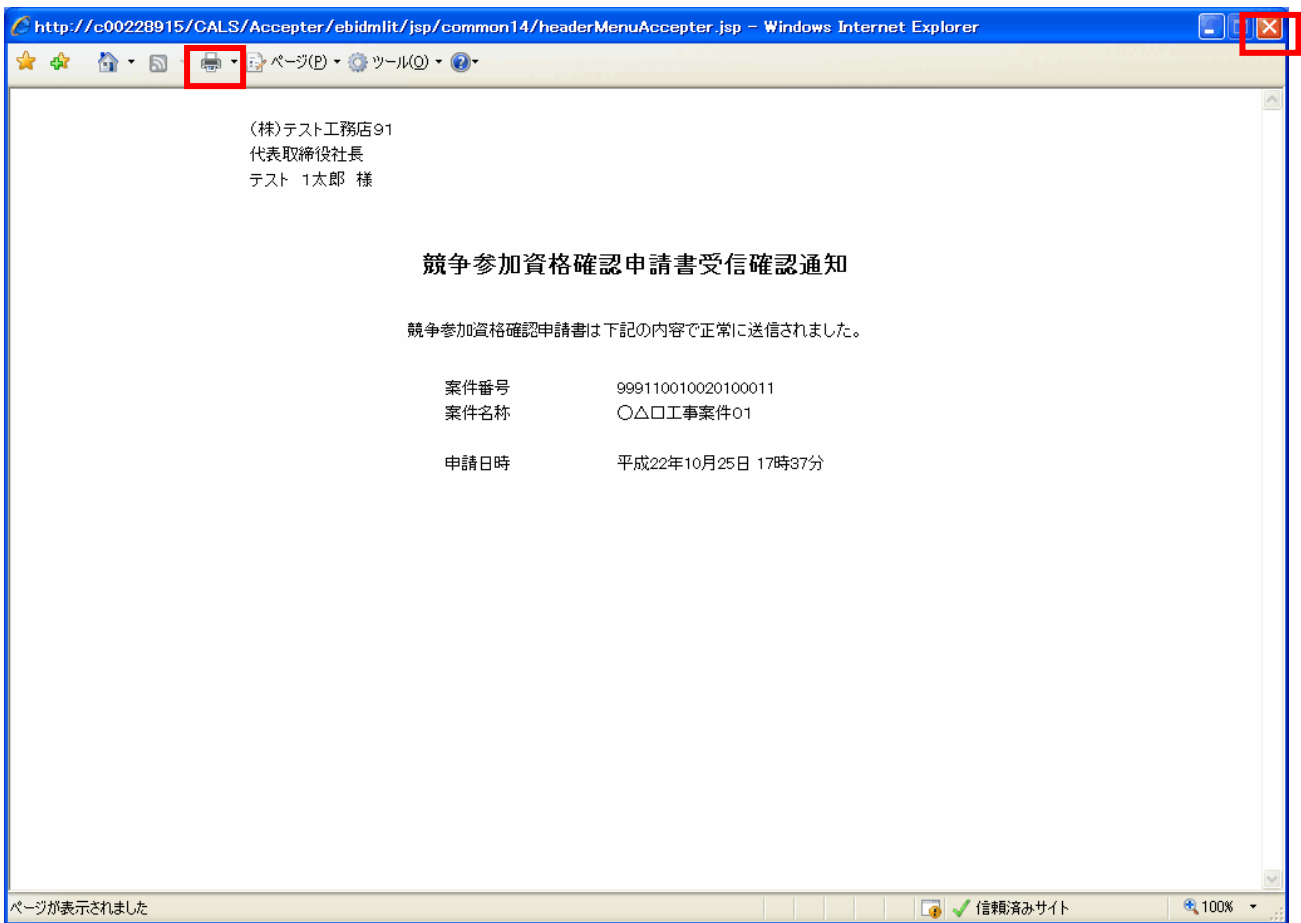 http://c00228915/CALS/Accepter/ebidmlit/jsp/common14/headerMenuAccepter.jsp - Windows Internet Explorer
ページ(P) ツール(O)
(株)テスト工務店91
代表取締役社長
テスト 1太郎 様
競争参加資格確認申請書受信確認通知
競争参加資格確認申請書は下記の内容で正常に送信されました。
案件番号 999110010020100011
案件名称 〇△口工事案件01
申請日時 平成22年10月25日 17時37分
ページが表示されました 信頼済みサイト 100%